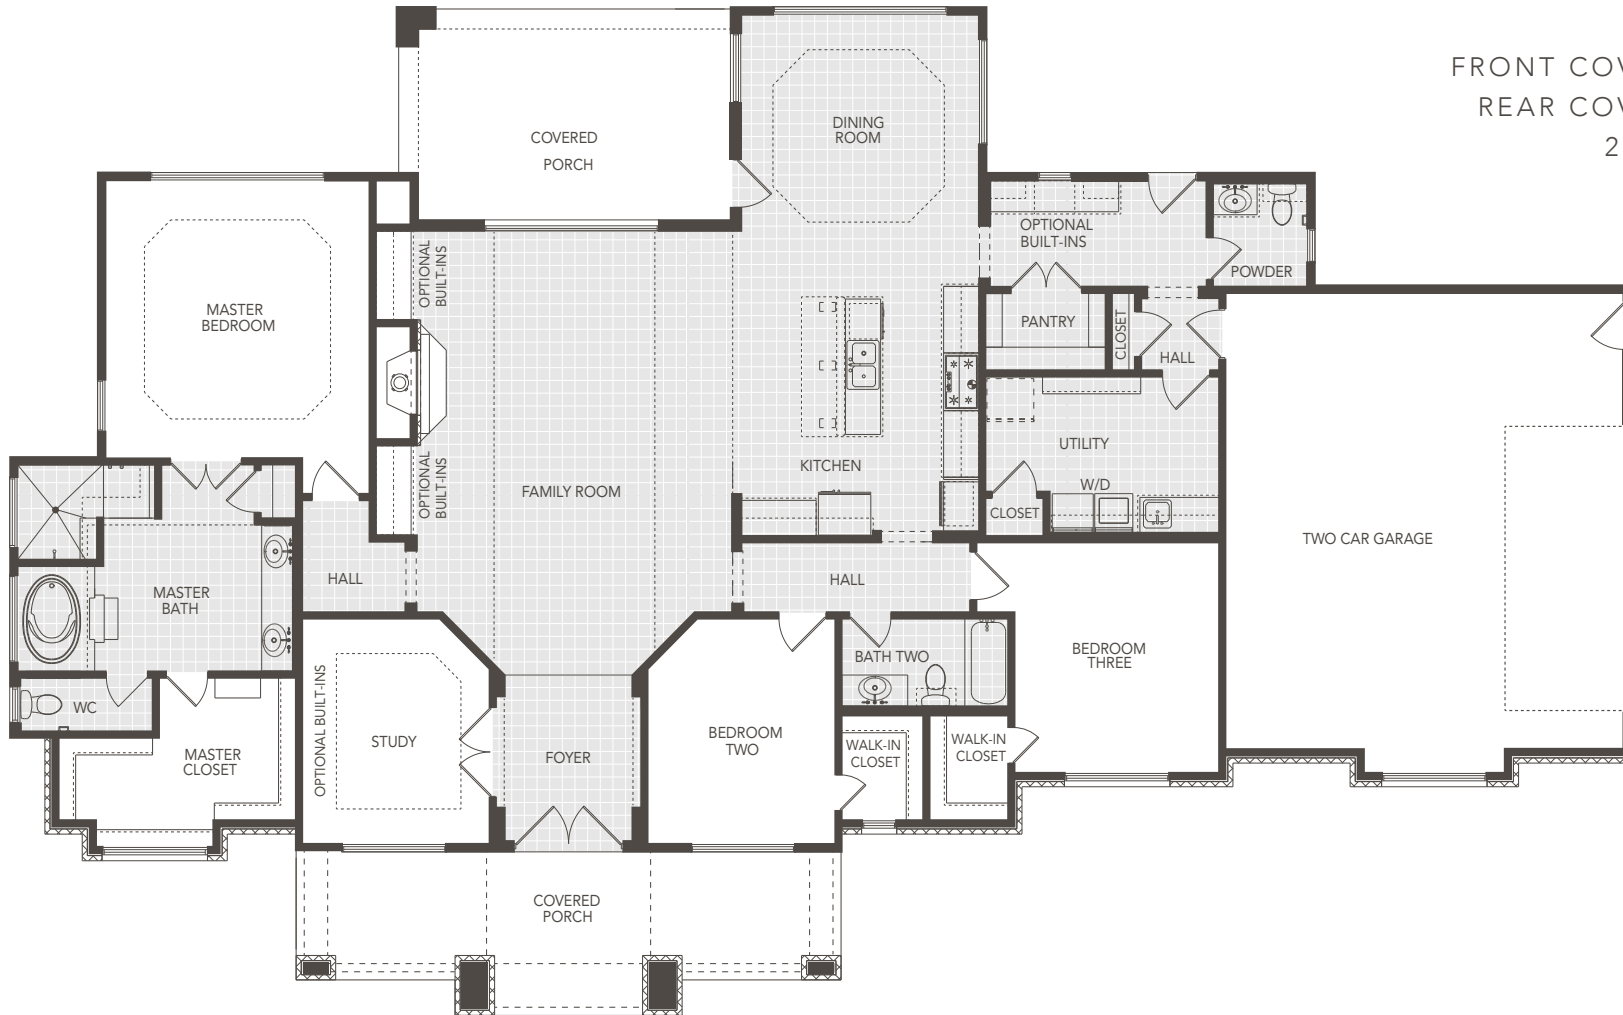 FRONT COV
REAR COV
2
COVERED
PORCH
DINING
ROOM
OPTIONAL
BUILT-INS
OPTIONAL
BUILT-INS
POWDER
MASTER
BEDROOM
PANTRY
CLOSET
HALL
UTILITY
KITCHEN
W/D
OPTIONAL
BUILT-INS
FAMILY ROOM
CLOSET
TWO CAR GARAGE
HALL
HALL
MASTER
BATH
BATH TWO
BEDROOM
THREE
WC
OPTIONAL BUILT-INS
STUDY
FOYER
BEDROOM
TWO
WALK-IN
CLOSET
WALK-IN
CLOSET
MASTER
CLOSET
COVERED
PORCH